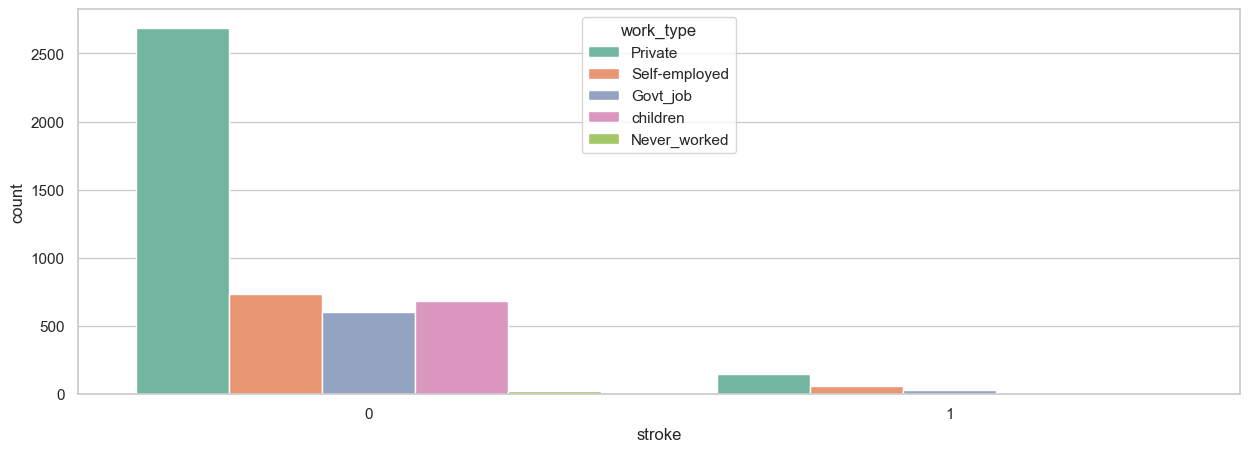 work_type
Private
Self-employed
Govt_job
children
Never_worked
count
2500
2000
1500
1000
500
0
0 1
stroke